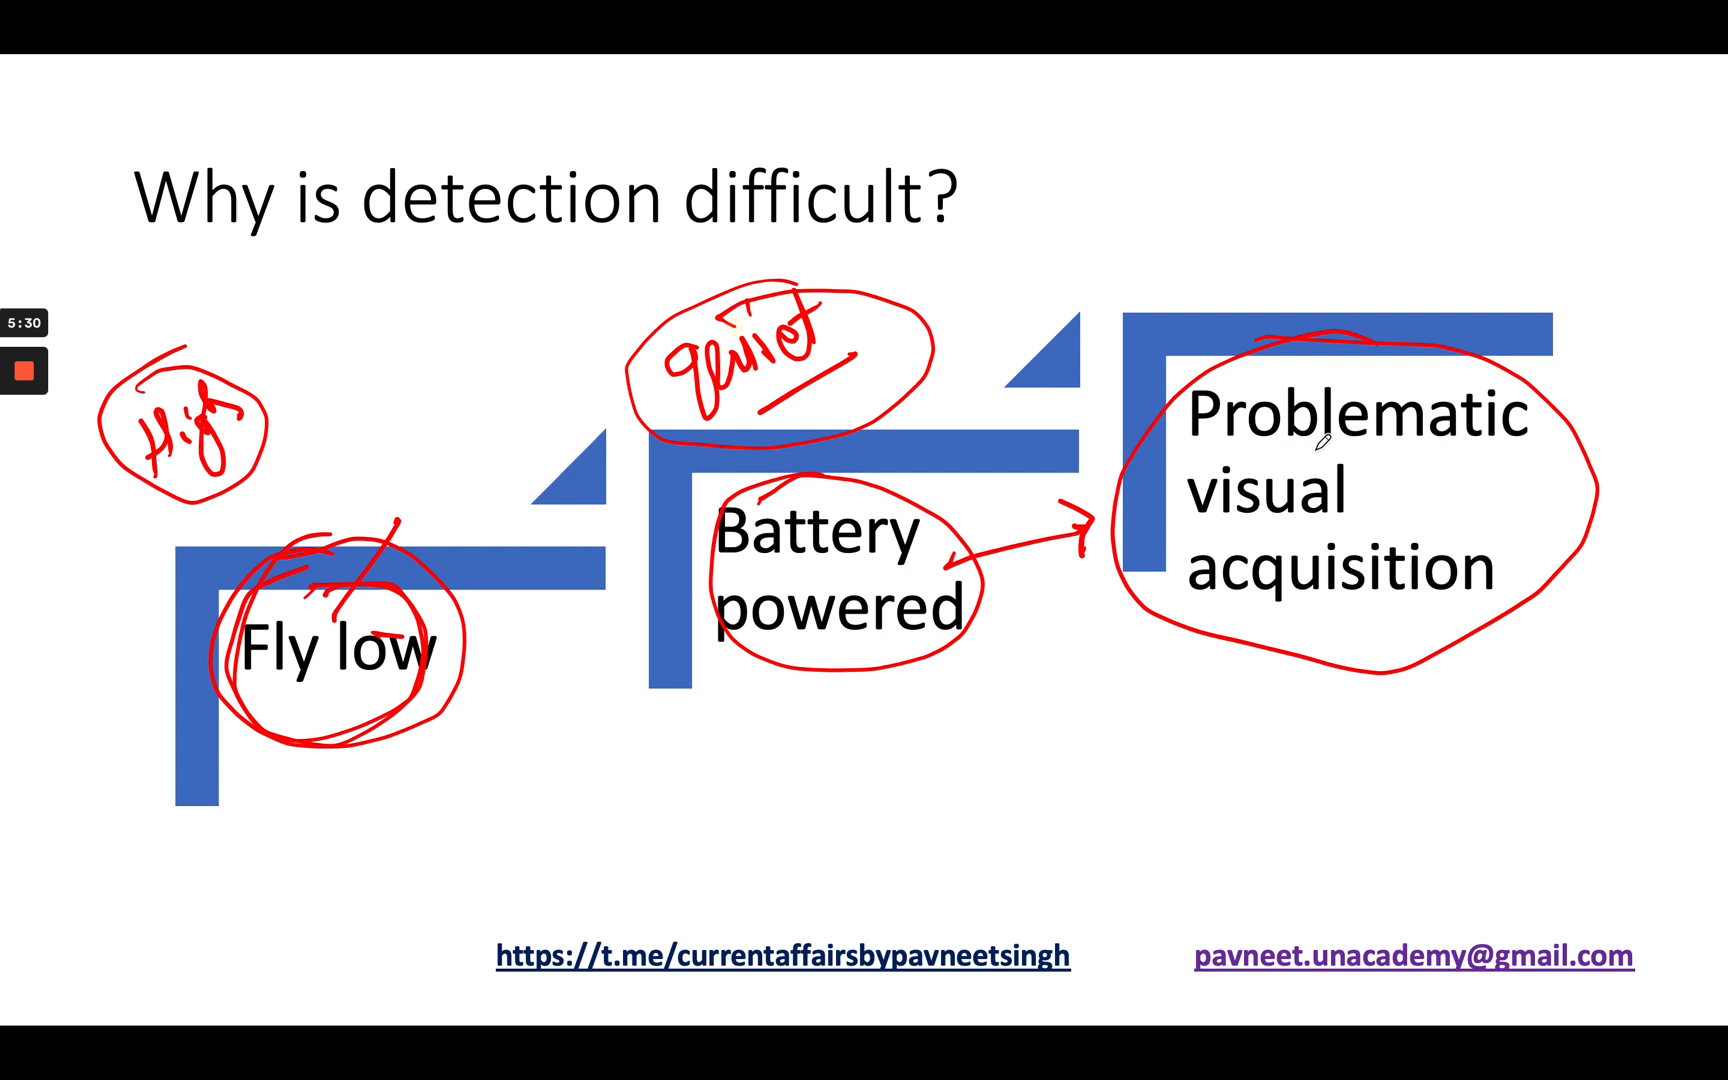 Why is detection difficult?
5:30
High
quiet
Fly low
Battery
powered
Problematic
visual
acquisition
https://t.me/currentaffairsbypavneetsingh
pavneet.unacademy@gmail.com